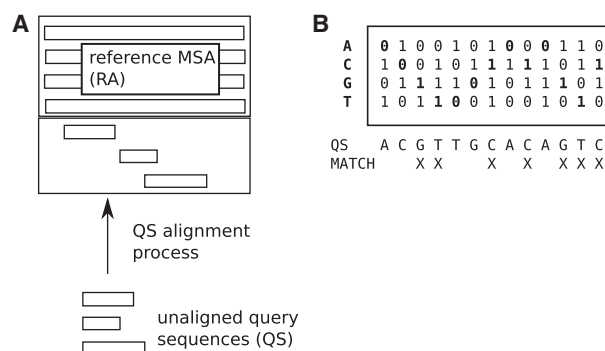 A
reference MSA
(RA)
QS alignment
process
unaligned query
sequences (QS)
B
A 0 1 0 0 1 0 1 0 0 0 1 1 0
C 1 0 0 1 0 1 1 1 1 1 0 1 1
G 0 1 1 1 1 0 1 0 0 1 1 0 1
T 1 0 1 1 0 0 1 0 0 1 0 1 0
QS A C G T T G C A C A G T C
MATCH X X X X X X X